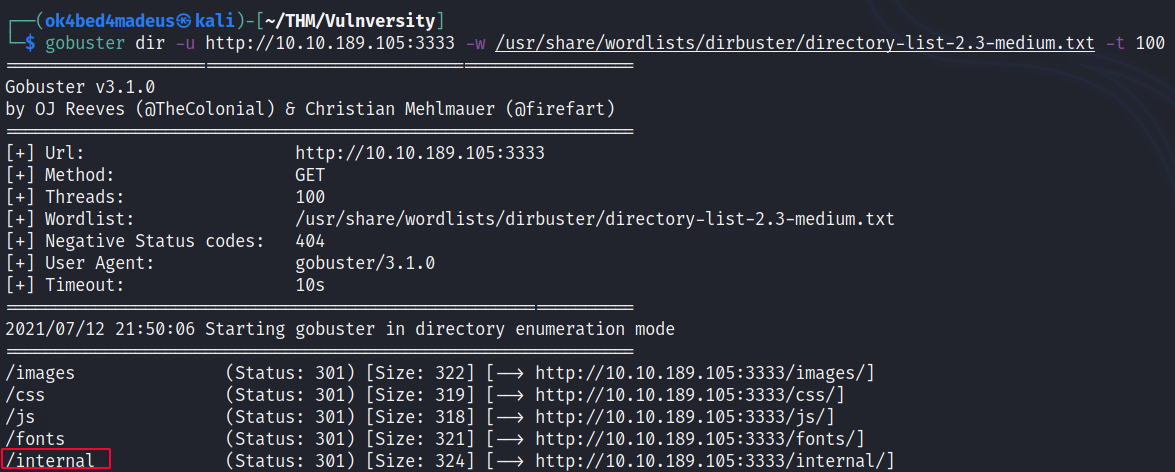 ┌──(ok4bed4madeus㉿kali)-[~/THM/Vulnversity]
└─$ gobuster dir -u http://10.10.189.105:3333 -w /usr/share/wordlists/dirbuster/directory-list-2.3-medium.txt -t 100
===============================================================
Gobuster v3.1.0
by OJ Reeves (@TheColonial) & Christian Mehlmauer (@firefart)
===============================================================
[+] Url:                     http://10.10.189.105:3333
[+] Method:                  GET
[+] Threads:                 100
[+] Wordlist:                /usr/share/wordlists/dirbuster/directory-list-2.3-medium.txt
[+] Negative Status codes:   404
[+] User Agent:              gobuster/3.1.0
[+] Timeout:                 10s
===============================================================
2021/07/12 21:50:06 Starting gobuster in directory enumeration mode
===============================================================
/images               (Status: 301) [Size: 322] [--> http://10.10.189.105:3333/images/]
/css                  (Status: 301) [Size: 319] [--> http://10.10.189.105:3333/css/]
/js                   (Status: 301) [Size: 318] [--> http://10.10.189.105:3333/js/]
/fonts                (Status: 301) [Size: 321] [--> http://10.10.189.105:3333/fonts/]
/internal             (Status: 301) [Size: 324] [--> http://10.10.189.105:3333/internal/]